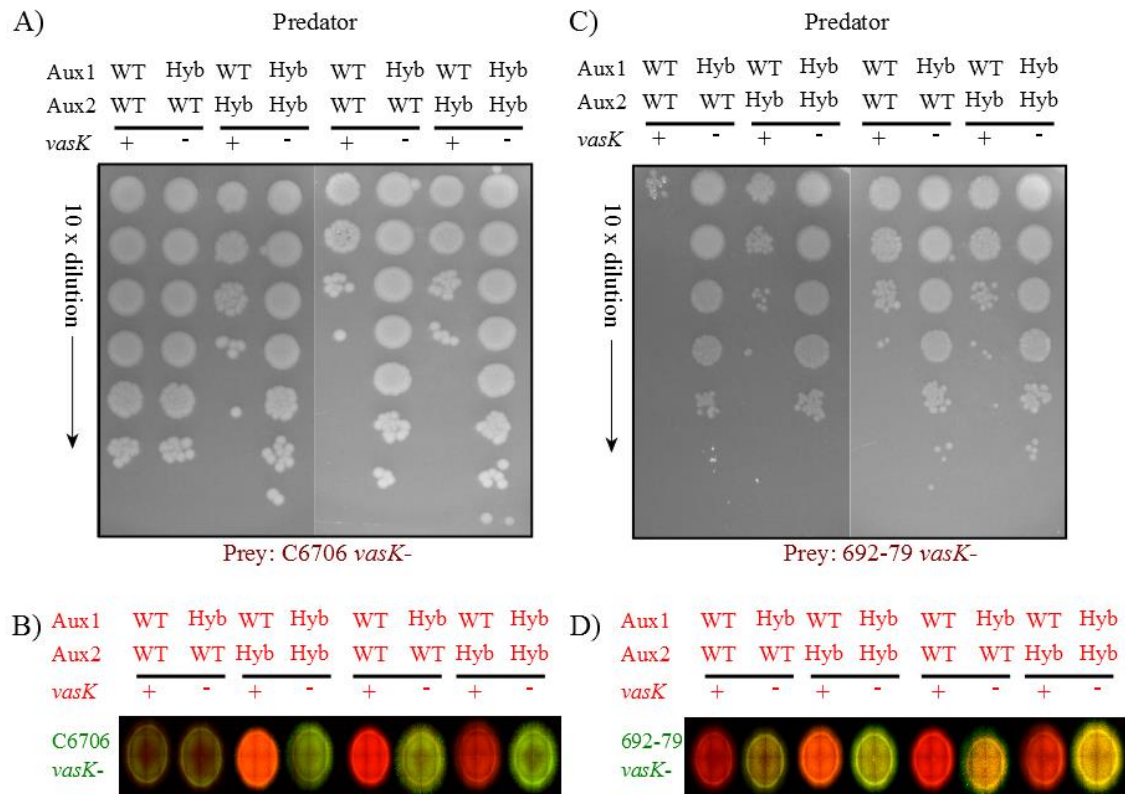 A)
Predator
Aux1 WT Hyb WT Hyb WT Hyb WT Hyb
Aux2 WT WT Hyb Hyb WT WT Hyb Hyb
vasK + - + - + - + -
10 x dilution
Prey: C6706 vasK-
C)
Predator
Aux1 WT Hyb WT Hyb WT Hyb WT Hyb
Aux2 WT WT Hyb Hyb WT WT Hyb Hyb
vasK + - + - + - + -
10 x dilution
Prey: 692-79 vasK-
B)
Aux1 WT Hyb WT Hyb WT Hyb WT Hyb
Aux2 WT WT Hyb Hyb WT WT Hyb Hyb
vasK + - + - + - + -
C6706
vasK-
D)
Aux1 WT Hyb WT Hyb WT Hyb WT Hyb
Aux2 WT WT Hyb Hyb WT WT Hyb Hyb
vasK + - + - + - + -
692-79
vasK-